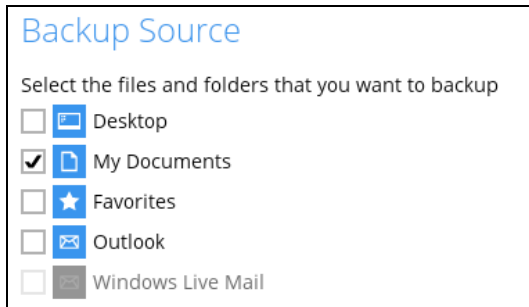 Backup Source
Select the files and folders that you want to backup
Desktop
My Documents
Favorites
Outlook
Windows Live Mail